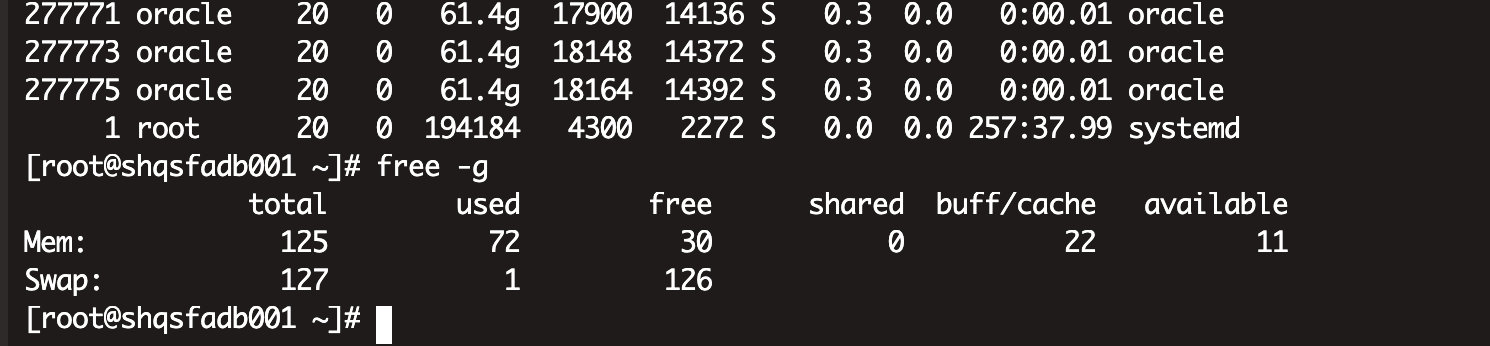 277771 oracle 20 0 61.4g 17900 14136 S 0.3 0.0 0:00.01 oracle
277773 oracle 20 0 61.4g 18148 14372 S 0.3 0.0 0:00.01 oracle
277775 oracle 20 0 61.4g 18164 14392 S 0.3 0.0 0:00.01 oracle
1 root 20 0 194184 4300 2272 S 0.0 0.0 257:37.99 systemd
[root@shqsfadb001 ~]# free -g
total used free shared buff/cache available
Mem: 125 72 30 0 22 11
Swap: 127 1 126
[root@shqsfadb001 ~]#